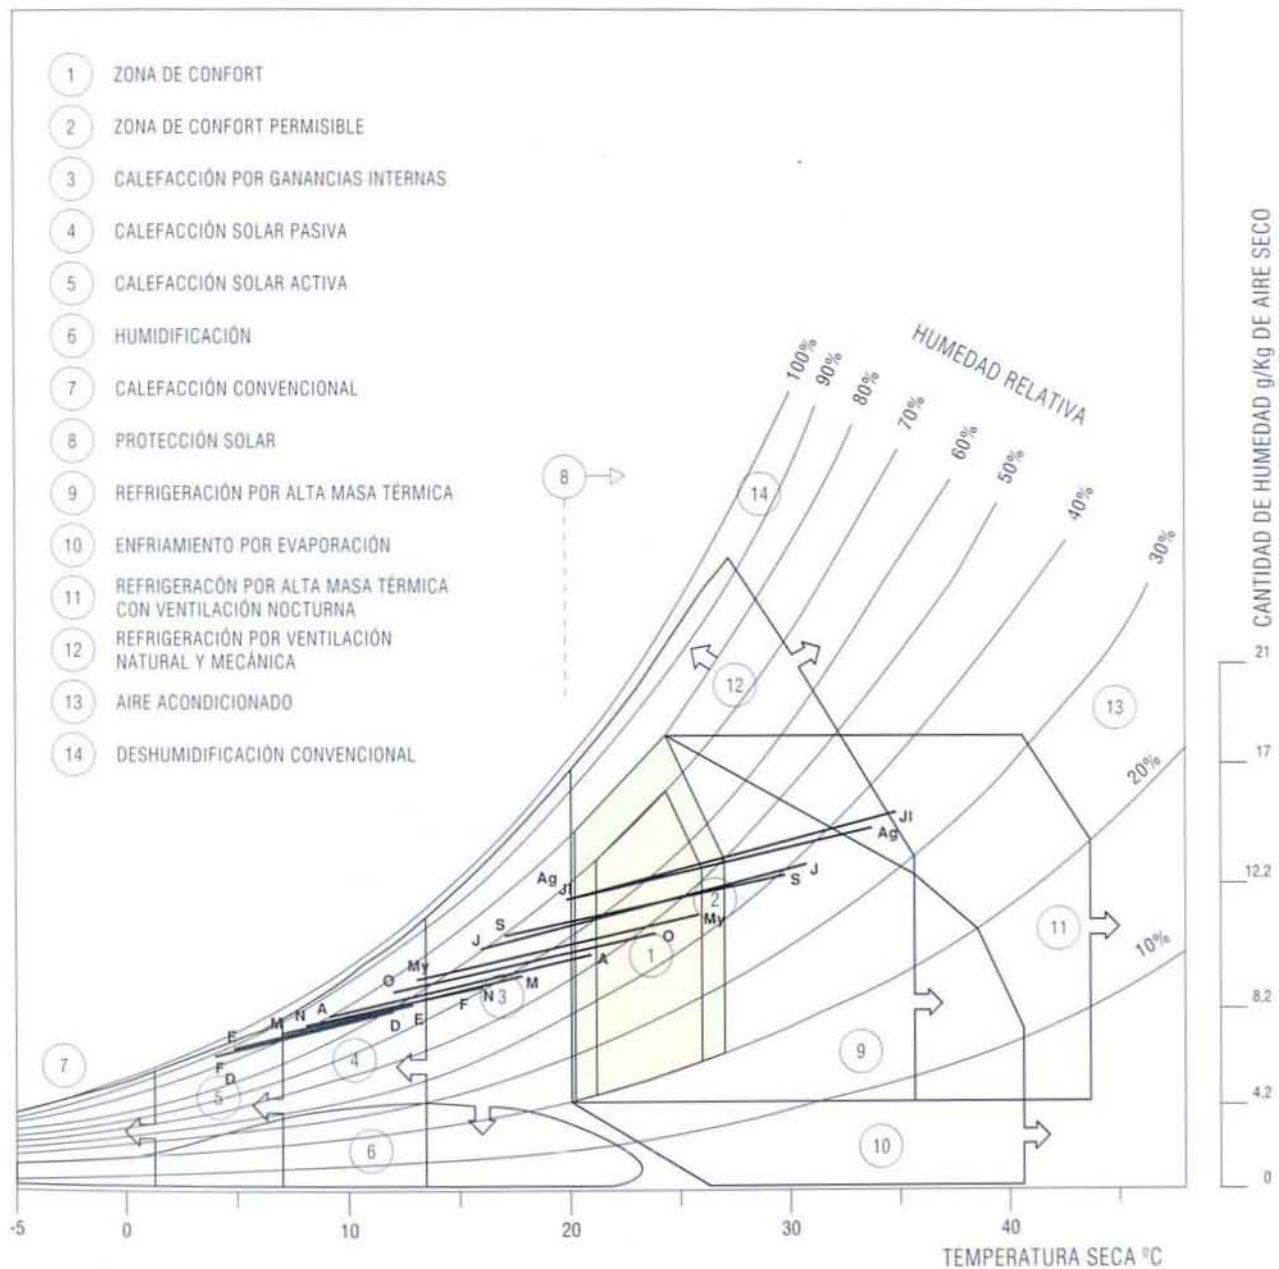 1 ZONA DE CONFORT
2 ZONA DE CONFORT PERMISIBLE
3 CALEFACCIÓN POR GANANCIAS INTERNAS
4 CALEFACCIÓN SOLAR PASIVA
5 CALEFACCIÓN SOLAR ACTIVA
6 HUMIDIFICACIÓN
7 CALEFACCIÓN CONVENCIONAL
8 PROTECCIÓN SOLAR
9 REFRIGERACIÓN POR ALTA MASA TÉRMICA
10 ENFRIAMIENTO POR EVAPORACIÓN
11 REFRIGERACÓN POR ALTA MASA TÉRMICA
CON VENTILACIÓN NOCTURNA
12 REFRIGERACIÓN POR VENTILACIÓN
NATURAL Y MECÁNICA
13 AIRE ACONDICIONADO
14 DESHUMIDIFICACIÓN CONVENCIONAL
HUMEDAD RELATIVA
100%
90%
80%
70%
60%
50%
40%
30%
20%
10%
8
14
12
13
11
9
10
2
1
3
4
5
6
7
Jl
Ag
Ag
Jl
J
S
S
J
My
O
My
O
A
M
N
F
E
D
A
N
M
E
F
D
CANTIDAD DE HUMEDAD g/Kg DE AIRE SECO
21
17
12,2
8,2
4,2
0
-5
0
10
20
30
40
TEMPERATURA SECA ºC